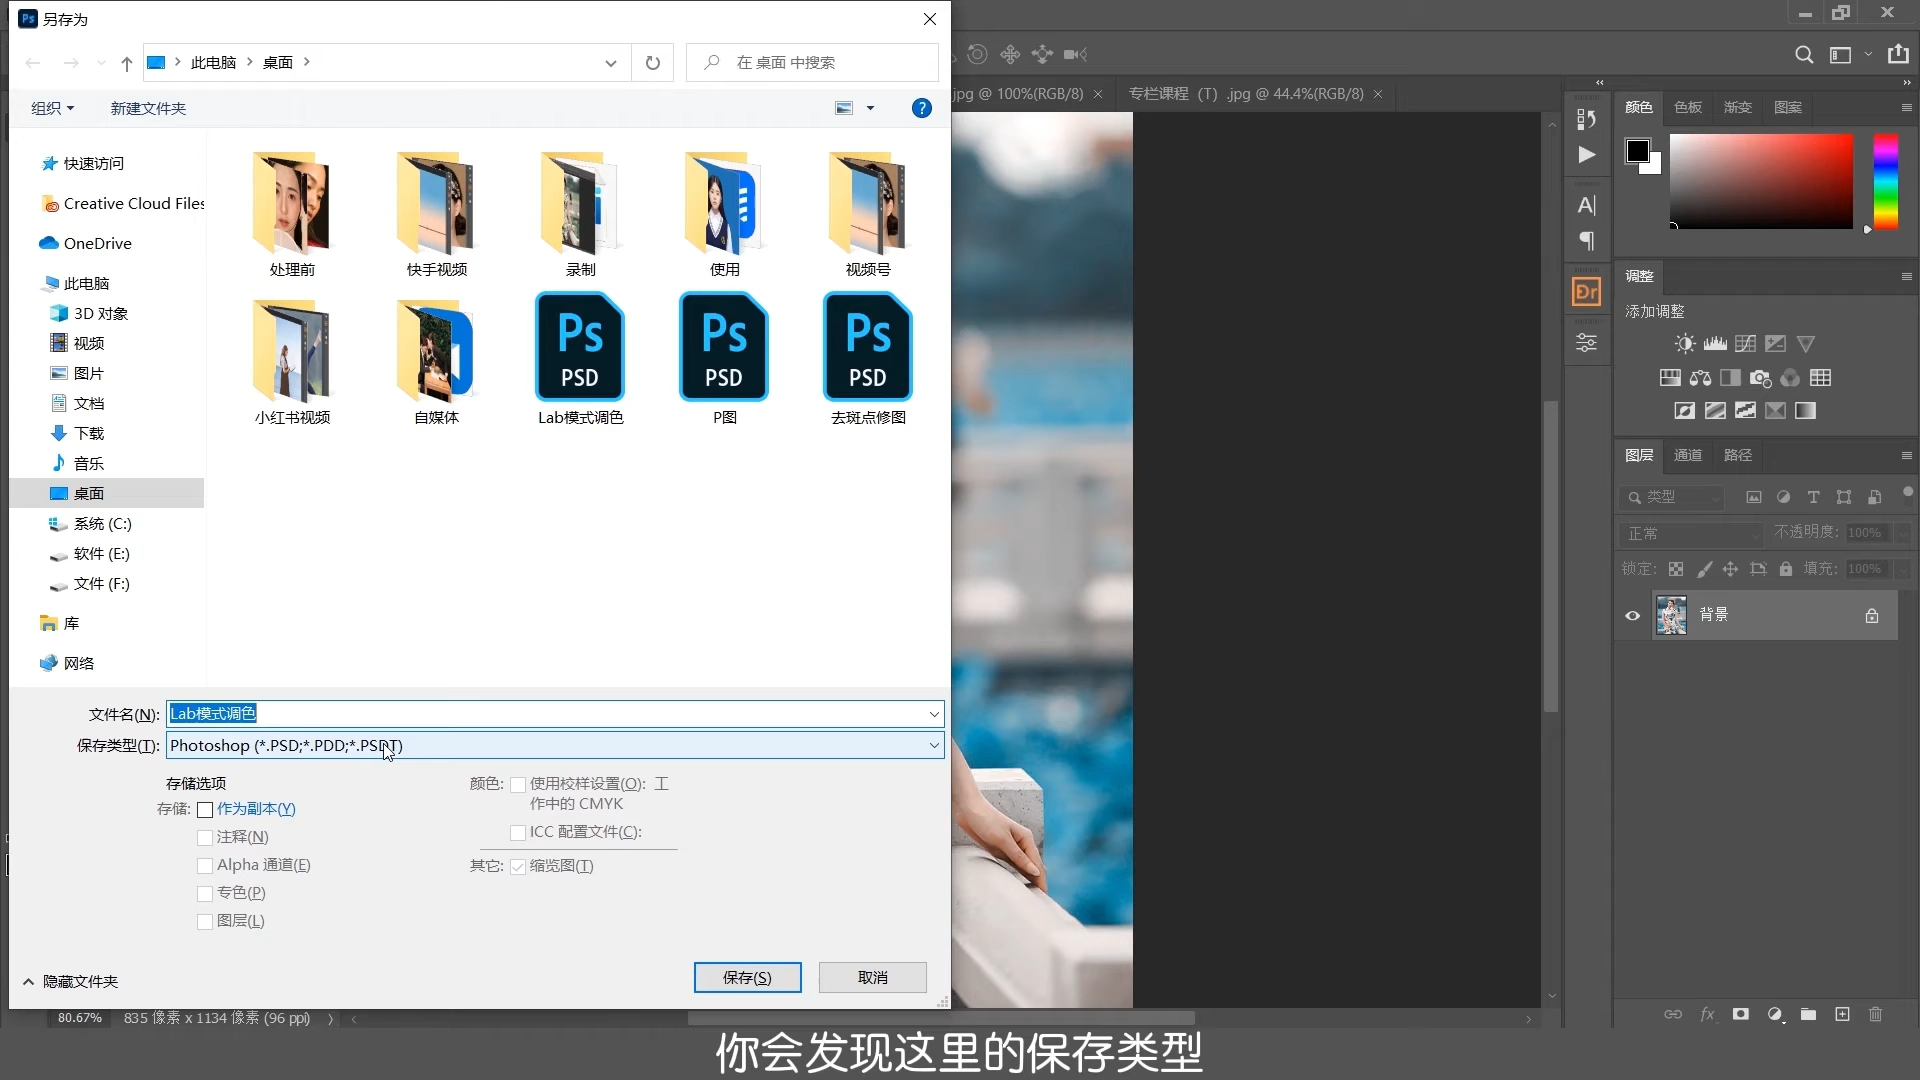 Ps 另存为
此电脑 桌面
在 桌面 中搜索
组织 新建文件夹
快速访问
Creative Cloud Files
OneDrive
此电脑
3D 对象
视频
图片
文档
下载
音乐
桌面
系统 (C:)
软件 (E:)
文件 (F:)
库
网络
处理前 快手视频 录制 使用 视频号
Ps Ps Ps
PSD PSD PSD
小红书视频 自媒体 Lab模式调色 P图 去斑点修图
文件名(N): Lab模式调色
保存类型(T): Photoshop (*.PSD;*.PDD;*.PSDT)
存储选项
存储: 作为副本(Y)
注释(N)
Alpha 通道(E)
专色(P)
图层(L)
颜色: 使用校样设置(O): 工
作中的 CMYK
ICC 配置文件(C):
其它: 缩览图(T)
隐藏文件夹
保存(S) 取消
jpg @ 100%(RGB/8) × 专栏课程 (T) .jpg @ 44.4%(RGB/8) ×
颜色 色板 渐变 图案
A|
Dr
调整
添加调整
图层 通道 路径
类型
正常 不透明度: 100%
锁定: 填充: 100%
背景
fx
80.67% 835 像素 x 1134 像素 (96 ppi)
你会发现这里的保存类型